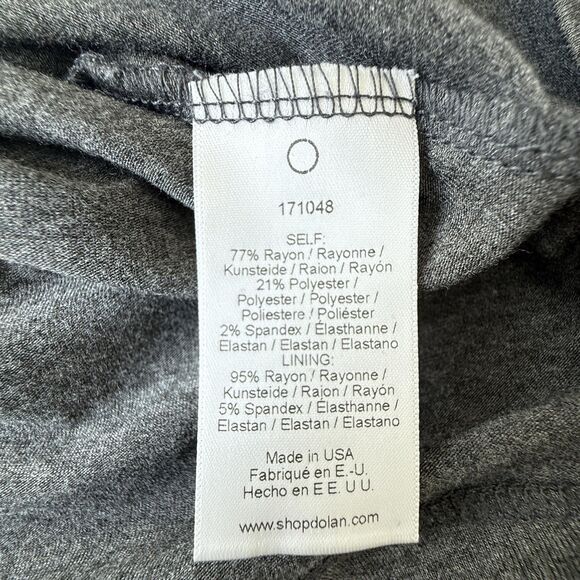 171048
SELF:
77% Rayon / Rayonne /
Kunsteide / Raion / Rayón
21% Polyester /
Polyester / Polyester /
Poliestere / Poliéster
2% Spandex / Élasthanne /
Elastan / Elastan / Elastano
LINING:
95% Rayon / Rayonne /
Kunsteide / Raion / Rayón
5% Spandex / Élasthanne /
Elastan / Elastan / Elastano
Made in USA
Fabriqué en E.-U.
Hecho en E E. U U.
www.shopdolan.com